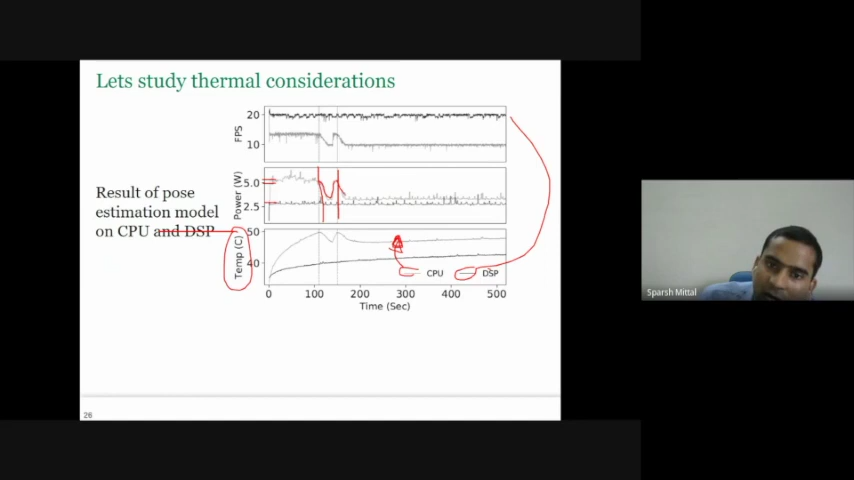 Lets study thermal considerations
Result of pose
estimation model
on CPU and DSP
FPS
20
10
Power (W)
5.0
2.5
Temp (C)
50
40
CPU
DSP
0
100
200
300
400
500
Time (Sec)
26
Sparsh Mittal